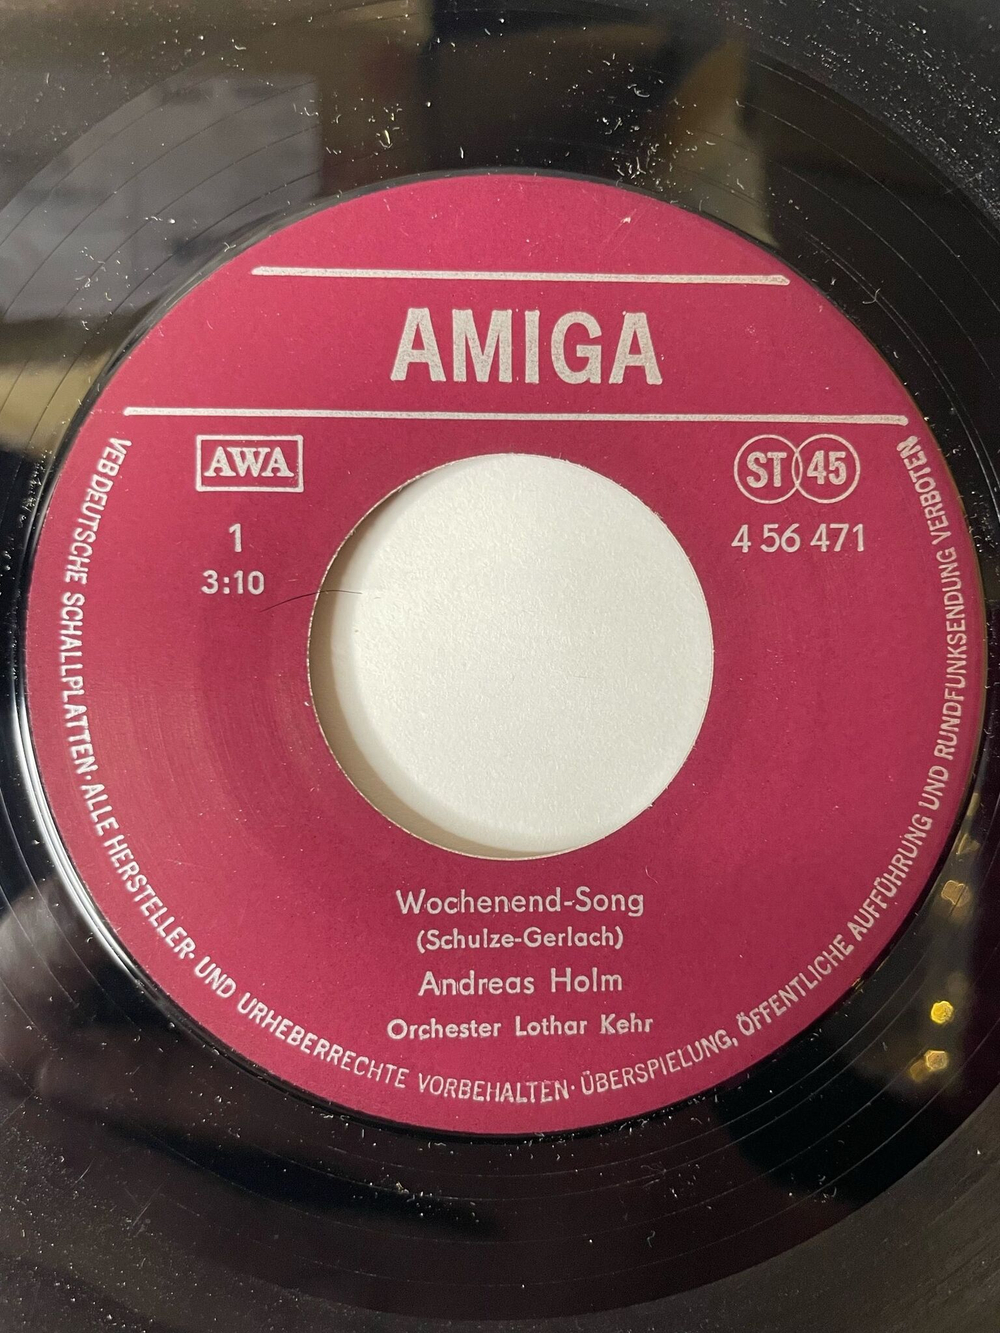 AMIGA
AWA
ST 45
1
4 56 471
3:10
Wochenend-Song
(Schulze-Gerlach)
Andreas Holm
Orchester Lothar Kehr
VEB DEUTSCHE SCHALLPLATTEN · ALLE HERSTELLER- UND URHEBERRECHTE VORBEHALTEN · ÜBERSPIELUNG, ÖFFENTLICHE AUFFÜHRUNG UND RUNDFUNKSENDUNG VERBOTEN